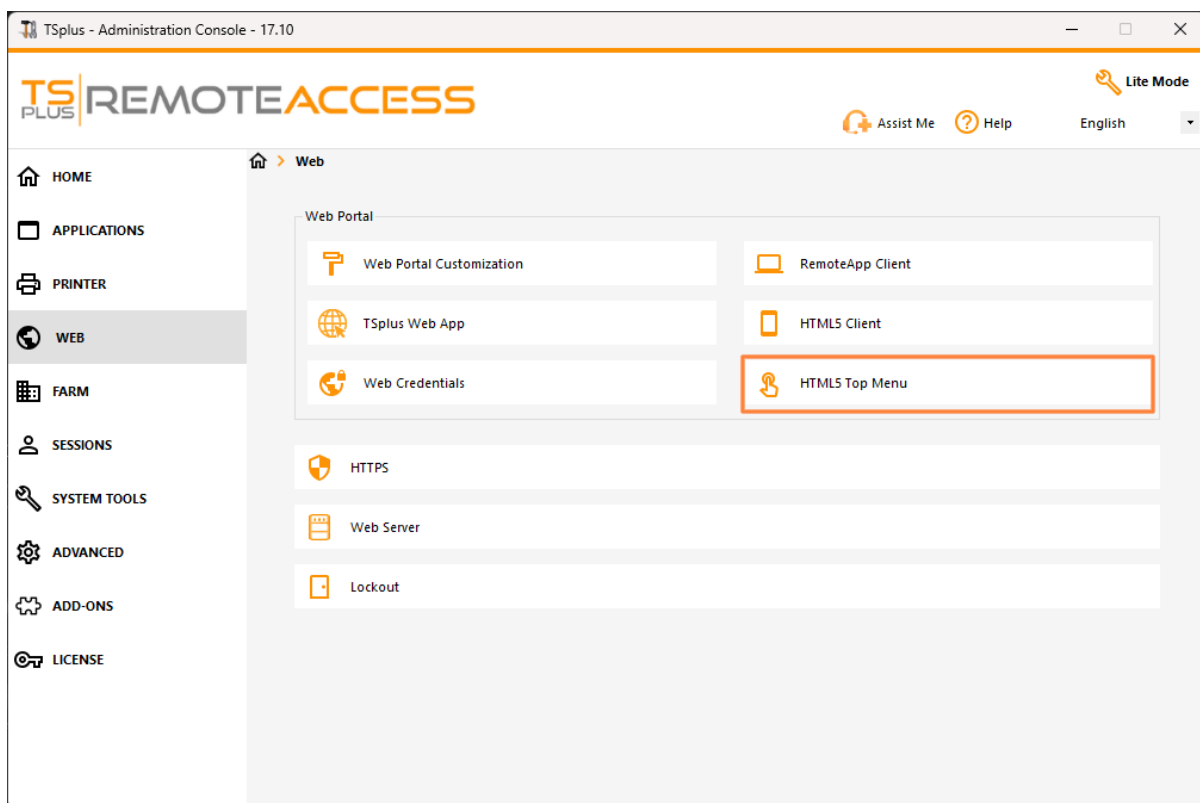 TSplus - Administration Console - 17.10
TS PLUS REMOTEACCESS
Lite Mode
Assist Me
Help
English
HOME
APPLICATIONS
PRINTER
WEB
FARM
SESSIONS
SYSTEM TOOLS
ADVANCED
ADD-ONS
LICENSE
Web
Web Portal
Web Portal Customization
RemoteApp Client
TSplus Web App
HTML5 Client
Web Credentials
HTML5 Top Menu
HTTPS
Web Server
Lockout